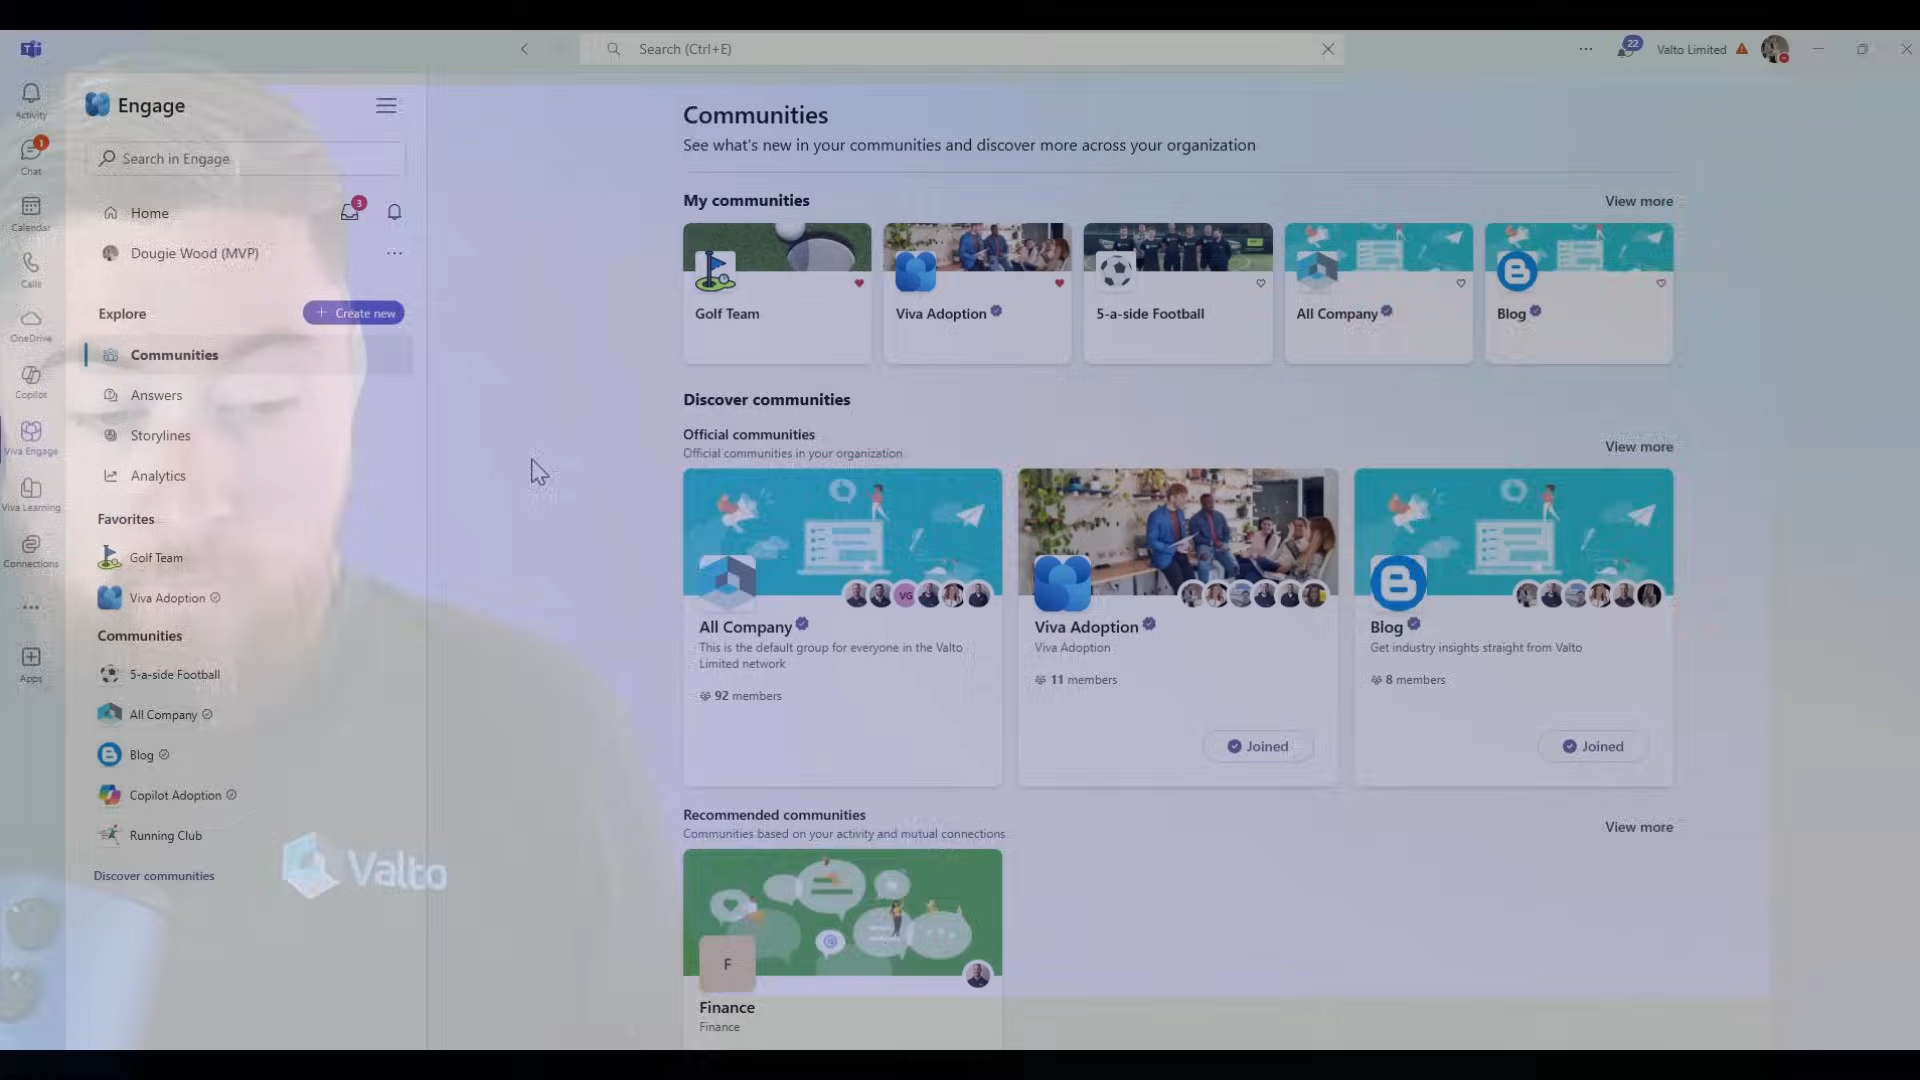 Search (Ctrl+E)
22
Valto Limited
Activity
1
Chat
Calendar
Calls
OneDrive
Copilot
Viva Engage
Viva Learning
Connections
Apps
Engage
Search in Engage
Home
3
Dougie Wood (MVP)
Explore
Create new
Communities
Answers
Storylines
Analytics
Favorites
Golf Team
Viva Adoption
Communities
5-a-side Football
All Company
Blog
Copilot Adoption
Running Club
Discover communities
Valto
Communities
See what's new in your communities and discover more across your organization
My communities
View more
Golf Team
Viva Adoption
5-a-side Football
All Company
Blog
Discover communities
Official communities
Official communities in your organization
View more
VG
All Company
This is the default group for everyone in the Valto
Limited network
92 members
Viva Adoption
Viva Adoption
11 members
Joined
Blog
Get industry insights straight from Valto
8 members
Joined
Recommended communities
Communities based on your activity and mutual connections
View more
F
Finance
Finance